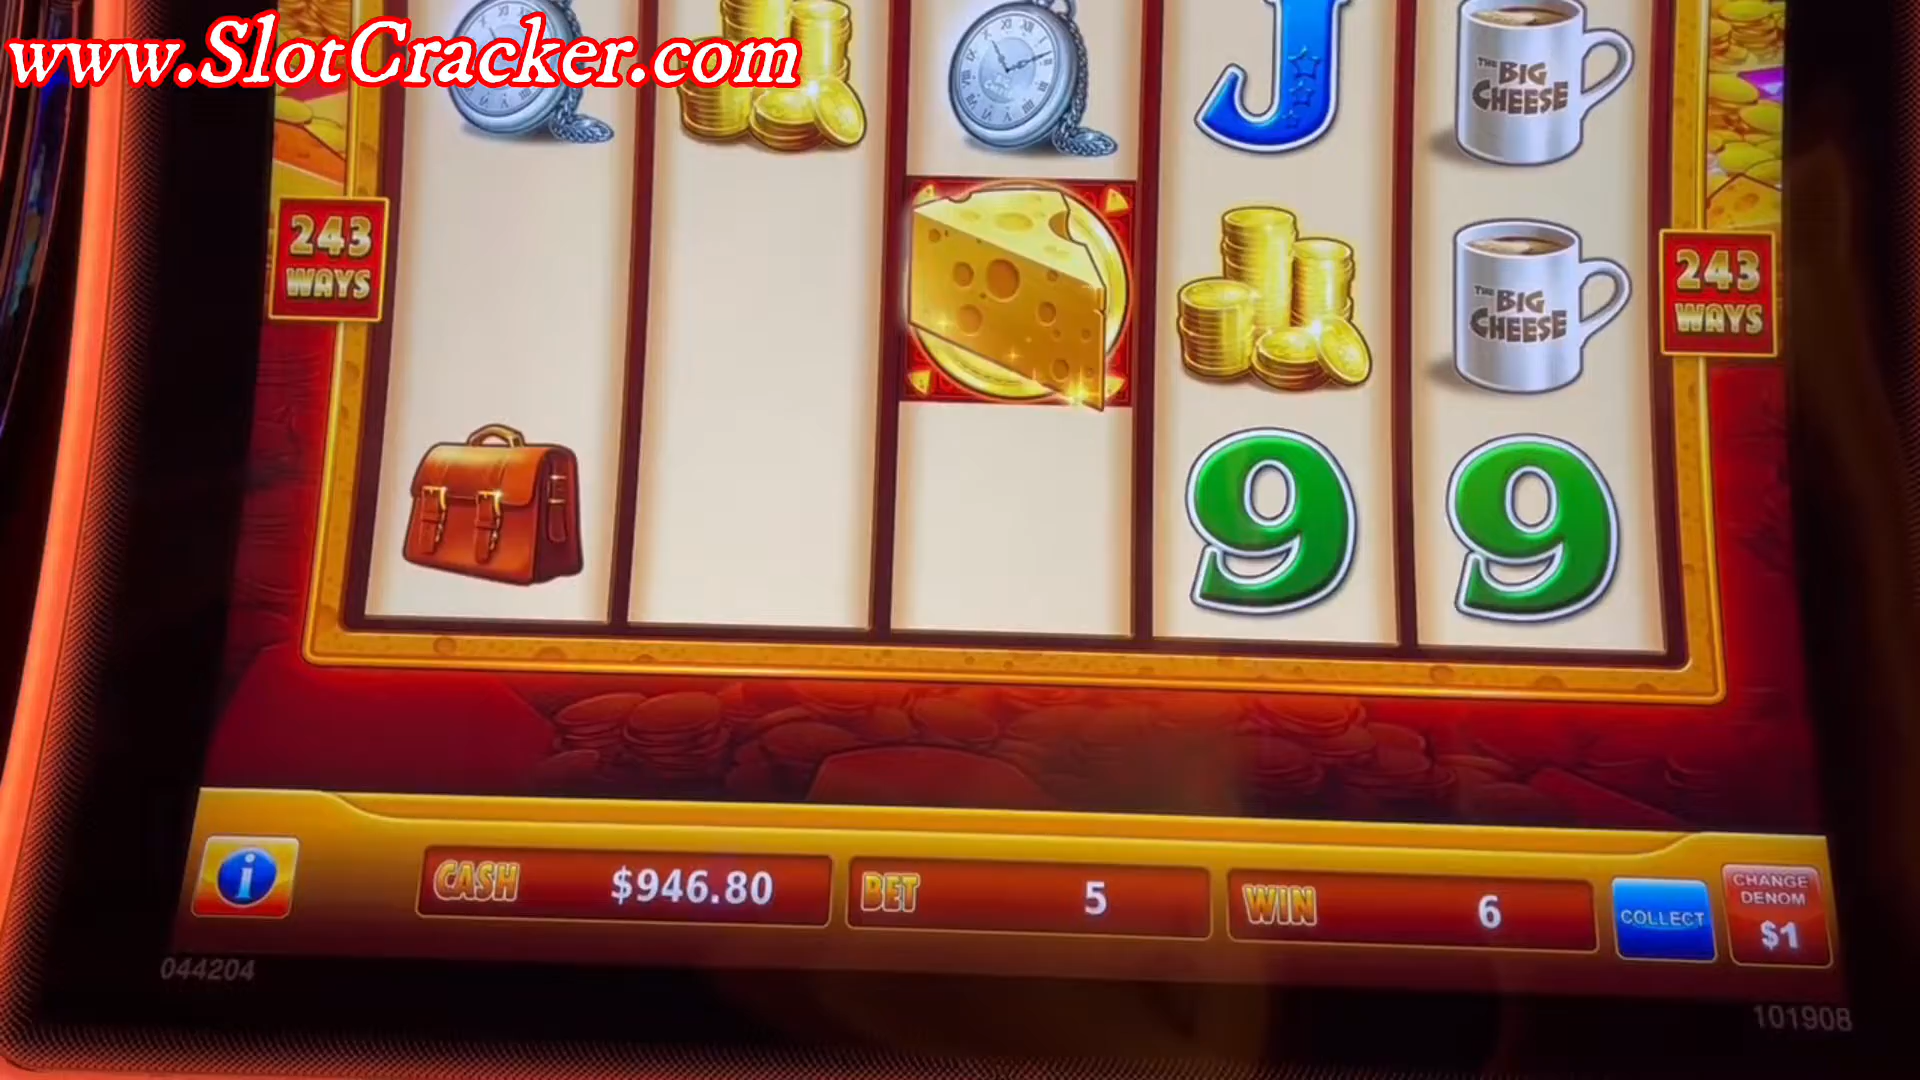 www.SlotCracker.com
J
THE BIG CHEESE
243 WAYS
THE BIG CHEESE
243 WAYS
9 9
CASH $946.80 BET 5 WIN 6 COLLECT CHANGE DENOM $1
044204
101908